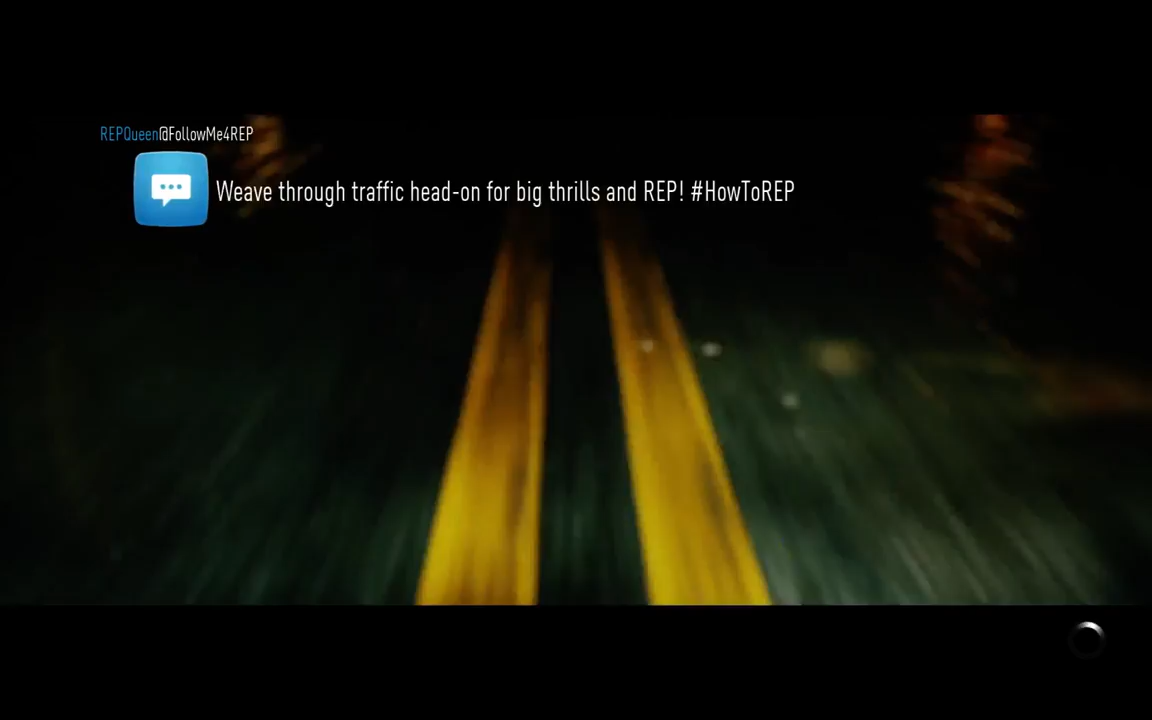 REPQueen@FollowMe4REP
Weave through traffic head-on for big thrills and REP! #HowToREP